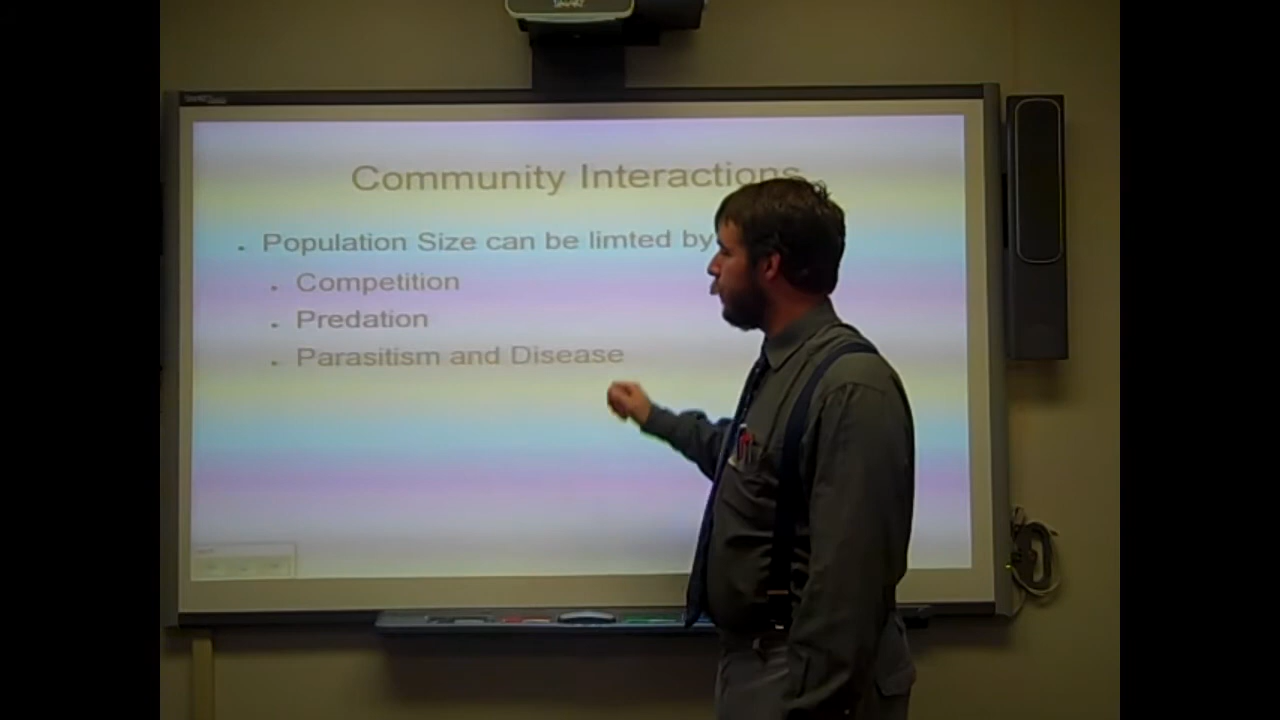 Community Interactions
. Population Size can be limted by
. Competition
. Predation
. Parasitism and Disease